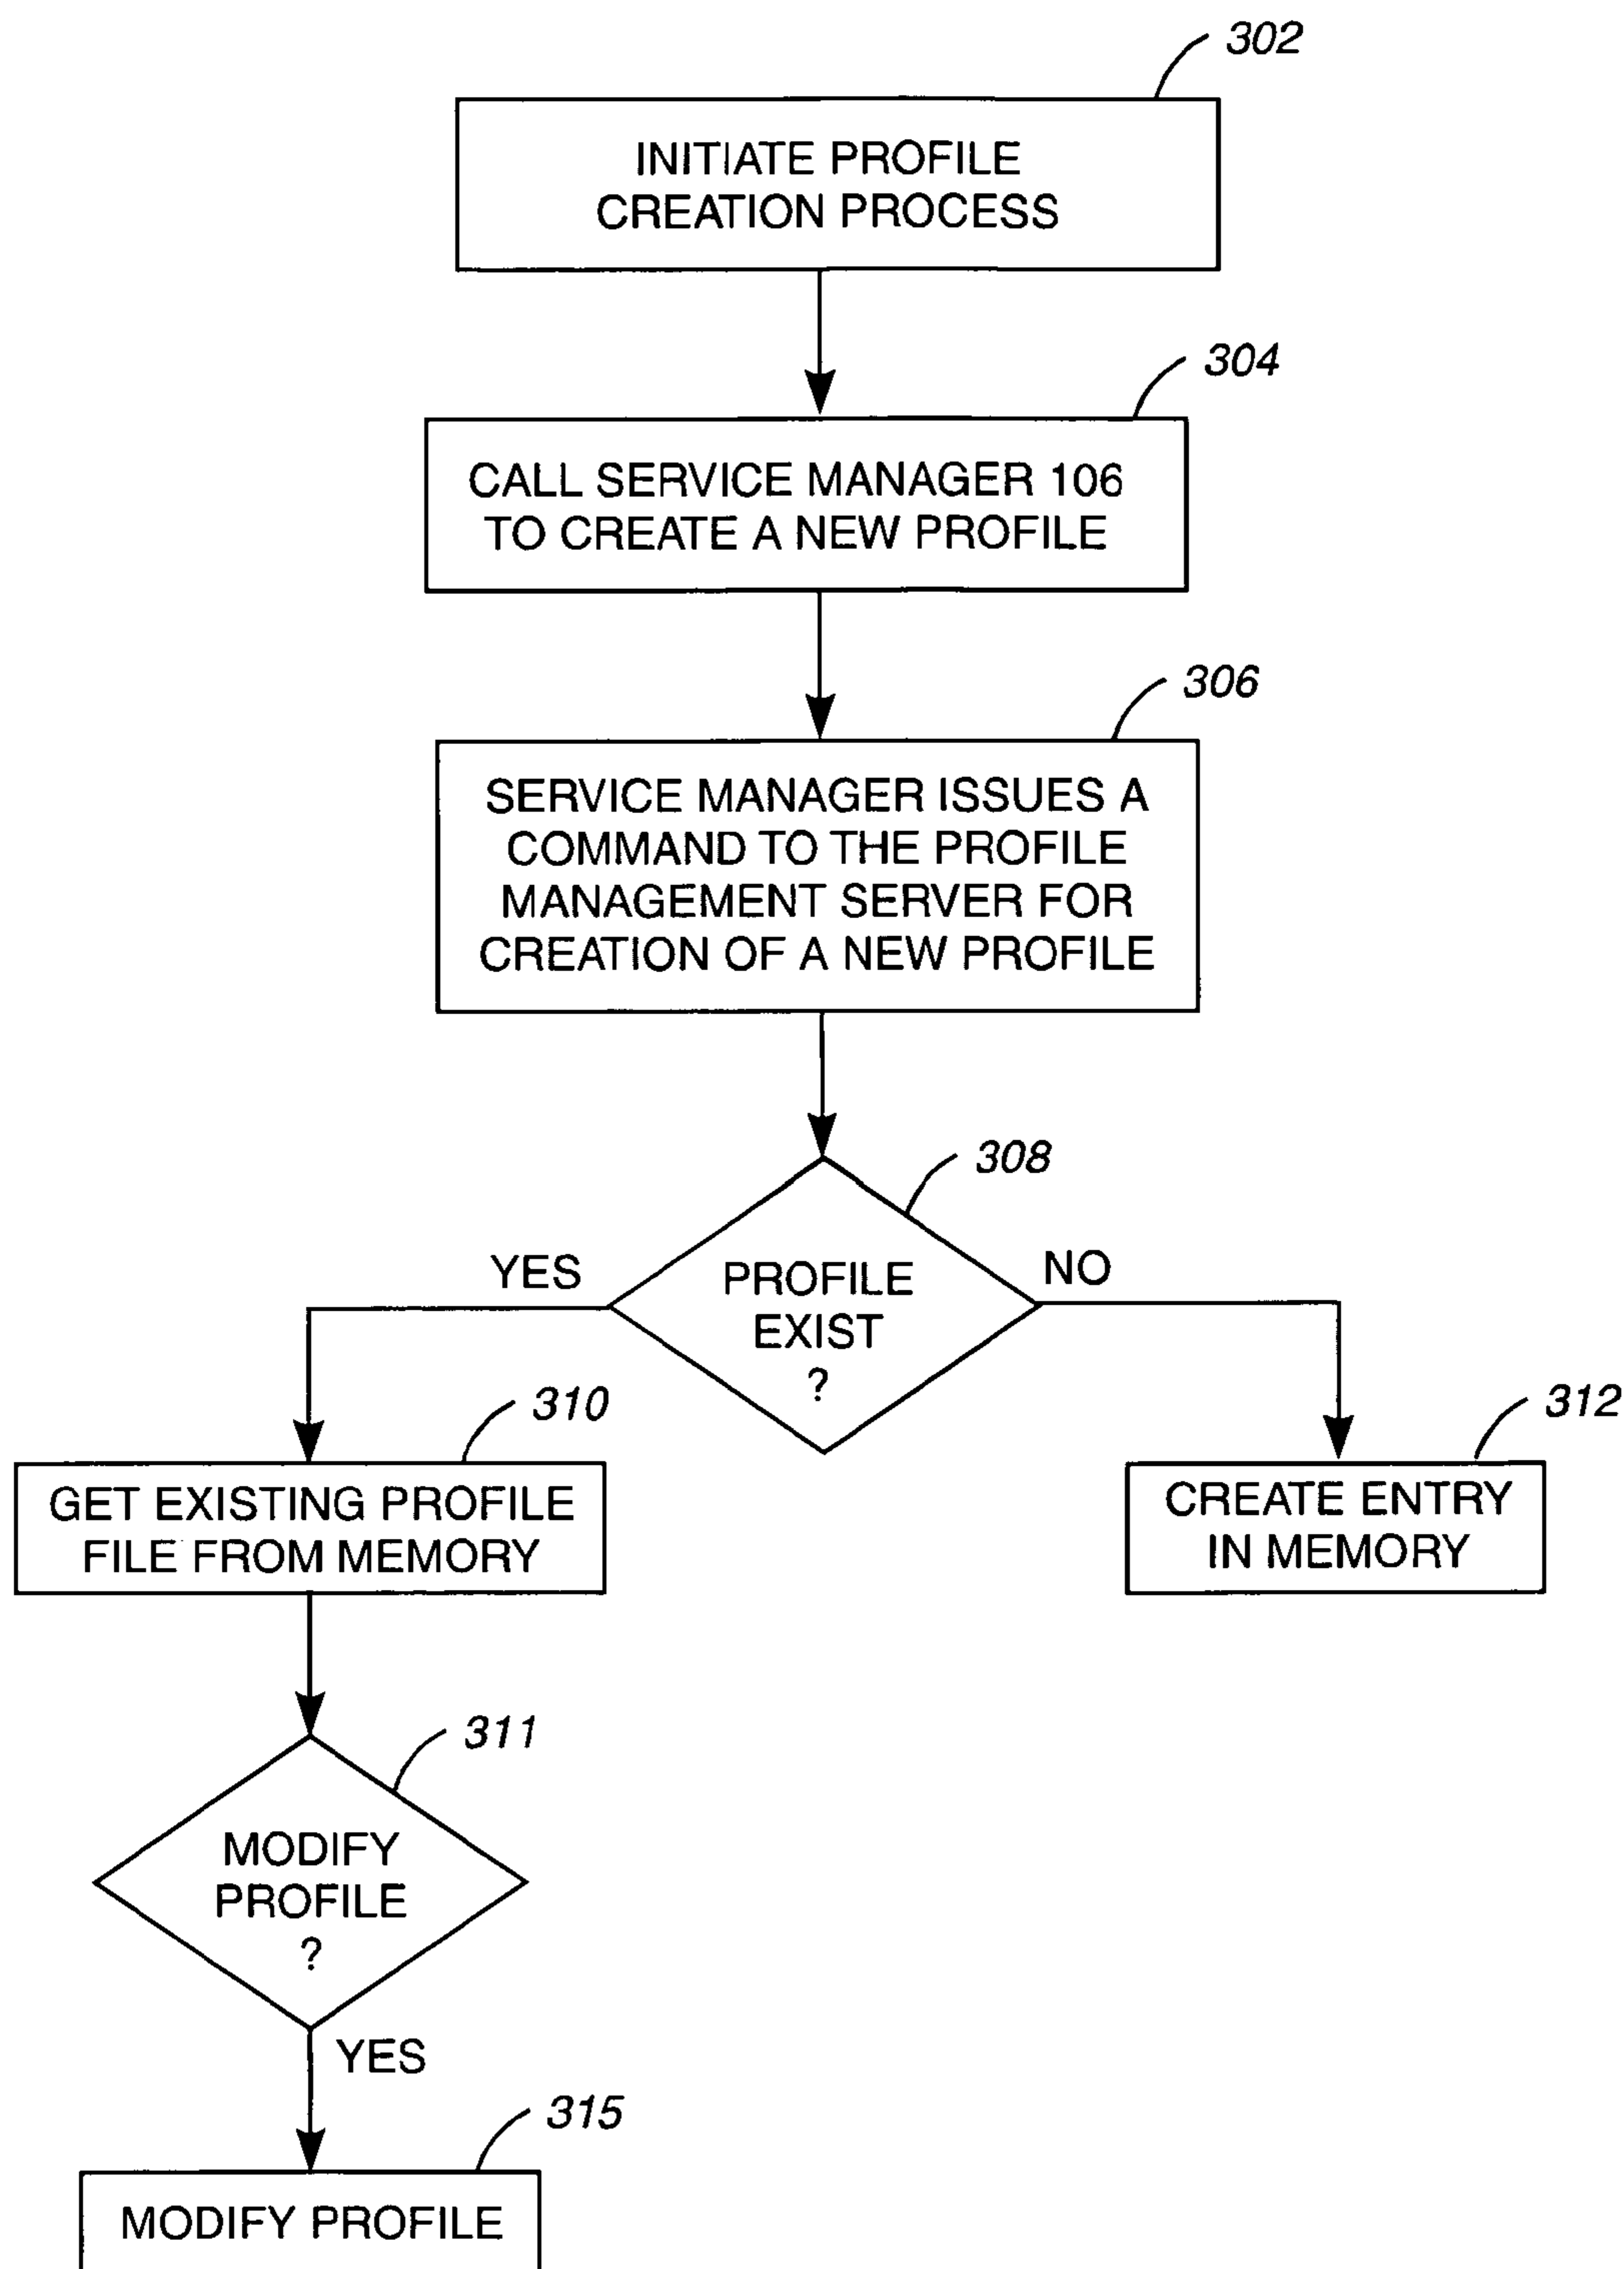 302
INITIATE PROFILE
CREATION PROCESS
304
CALL SERVICE MANAGER 106
TO CREATE A NEW PROFILE
306
SERVICE MANAGER ISSUES A
COMMAND TO THE PROFILE
MANAGEMENT SERVER FOR
CREATION OF A NEW PROFILE
308
PROFILE
EXIST
?
YES
NO
310
GET EXISTING PROFILE
FILE FROM MEMORY
312
CREATE ENTRY
IN MEMORY
311
MODIFY
PROFILE
?
YES
315
MODIFY PROFILE